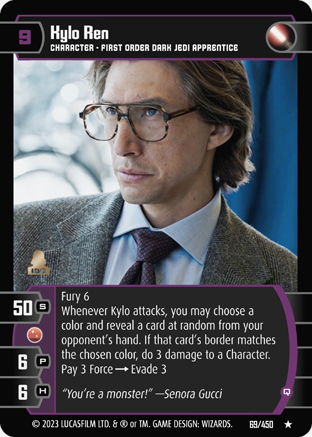 9
Kylo Ren
CHARACTER - FIRST ORDER DARK JEDI APPRENTICE
50 S
6 P
6 H
Fury 6
Whenever Kylo attacks, you may choose a
color and reveal a card at random from your
opponent's hand. If that card's border matches
the chosen color, do 3 damage to a Character.
Pay 3 Force → Evade 3
"You're a monster!" —Senora Gucci
© 2023 LUCASFILM LTD. & ® or TM. GAME DESIGN: WIZARDS.
69/450 ★